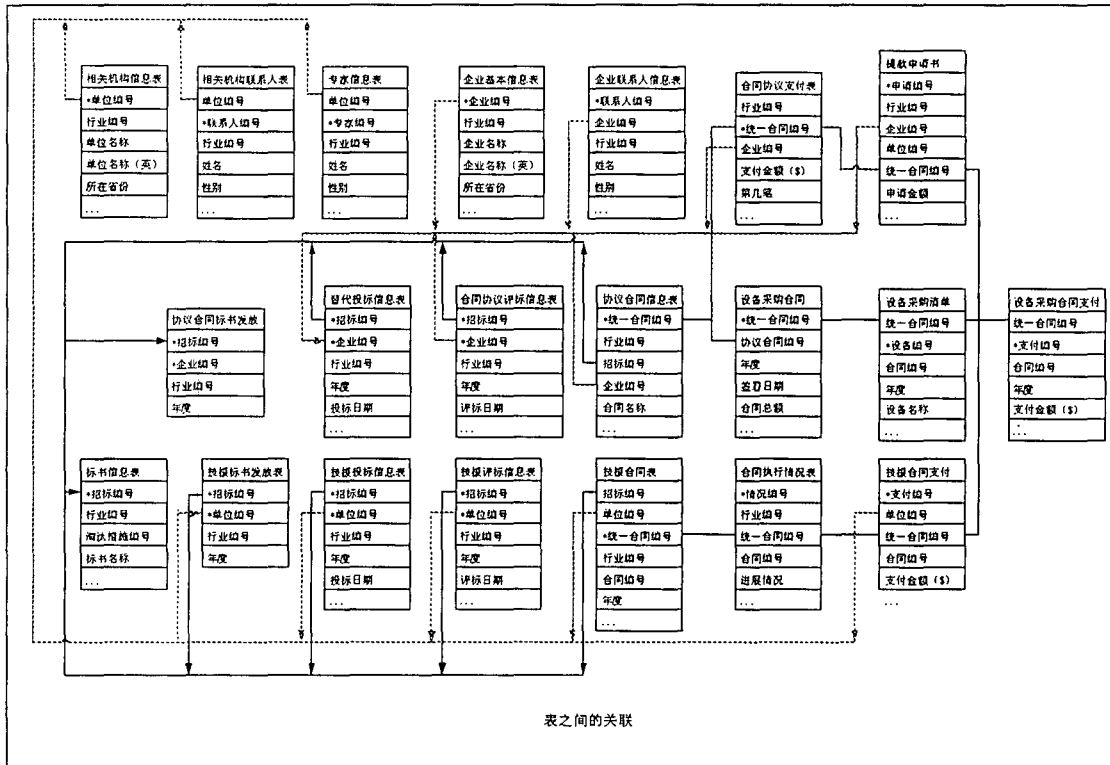 相关机构信息表
*单位编号
行业编号
单位名称
单位名称（英）
所在省份
...
相关机构联系人表
单位编号
*联系人编号
行业编号
姓名
性别
...
专家信息表
单位编号
*专家编号
行业编号
姓名
性别
...
企业基本信息表
*企业编号
行业编号
企业名称
企业名称（英）
所在省份
...
企业联系人信息表
*联系人编号
企业编号
行业编号
姓名
性别
...
合同协议支付表
行业编号
*统一合同编号
企业编号
支付金额（$）
第几笔
...
提款申请书
*申请编号
行业编号
企业编号
单位编号
统一合同编号
申请金额
...
协议合同标书发放
*招标编号
*企业编号
行业编号
年度
替代投标信息表
*招标编号
*企业编号
行业编号
年度
投标日期
...
合同协议评标信息表
*招标编号
*企业编号
行业编号
年度
评标日期
...
协议合同信息表
*统一合同编号
行业编号
招标编号
企业编号
合同名称
...
设备采购合同
*统一合同编号
协议合同编号
年度
签署日期
合同总额
...
设备采购清单
统一合同编号
*设备编号
合同编号
年度
设备名称
...
设备采购合同支付
统一合同编号
*支付编号
合同编号
年度
支付金额（$）
...
标书信息表
*招标编号
行业编号
淘汰措施编号
标书名称
...
技援标书发放表
*招标编号
*单位编号
行业编号
年度
技援投标信息表
*招标编号
*单位编号
行业编号
年度
投标日期
...
技援评标信息表
*招标编号
*单位编号
行业编号
年度
评标日期
...
技援合同表
招标编号
单位编号
*统一合同编号
行业编号
合同编号
年度
...
合同执行情况表
*情况编号
行业编号
统一合同编号
合同编号
进展情况
...
技援合同支付
*支付编号
单位编号
统一合同编号
合同编号
支付金额（$）
...
表之间的关联